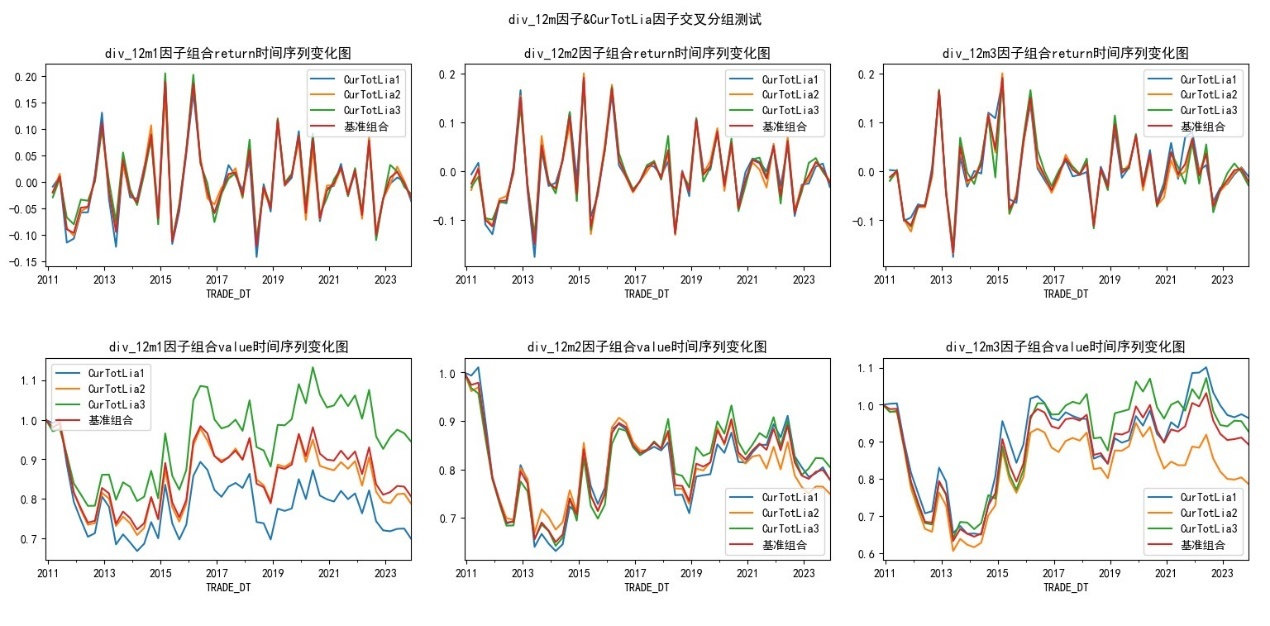 div_12m因子&CurTotLia因子交叉分组测试
div_12m1因子组合return时间序列变化图
0.20
0.15
0.10
0.05
0.00
−0.05
−0.10
−0.15
CurTotLia1
CurTotLia2
CurTotLia3
基准组合
2011 2013 2015 2017 2019 2021 2023
TRADE_DT
div_12m2因子组合return时间序列变化图
0.2
0.1
0.0
−0.1
CurTotLia1
CurTotLia2
CurTotLia3
基准组合
2011 2013 2015 2017 2019 2021 2023
TRADE_DT
div_12m3因子组合return时间序列变化图
0.2
0.1
0.0
−0.1
CurTotLia1
CurTotLia2
CurTotLia3
基准组合
2011 2013 2015 2017 2019 2021 2023
TRADE_DT
div_12m1因子组合value时间序列变化图
1.1
1.0
0.9
0.8
0.7
CurTotLia1
CurTotLia2
CurTotLia3
基准组合
2011 2013 2015 2017 2019 2021 2023
TRADE_DT
div_12m2因子组合value时间序列变化图
1.0
0.9
0.8
0.7
CurTotLia1
CurTotLia2
CurTotLia3
基准组合
2011 2013 2015 2017 2019 2021 2023
TRADE_DT
div_12m3因子组合value时间序列变化图
1.1
1.0
0.9
0.8
0.7
0.6
CurTotLia1
CurTotLia2
CurTotLia3
基准组合
2011 2013 2015 2017 2019 2021 2023
TRADE_DT